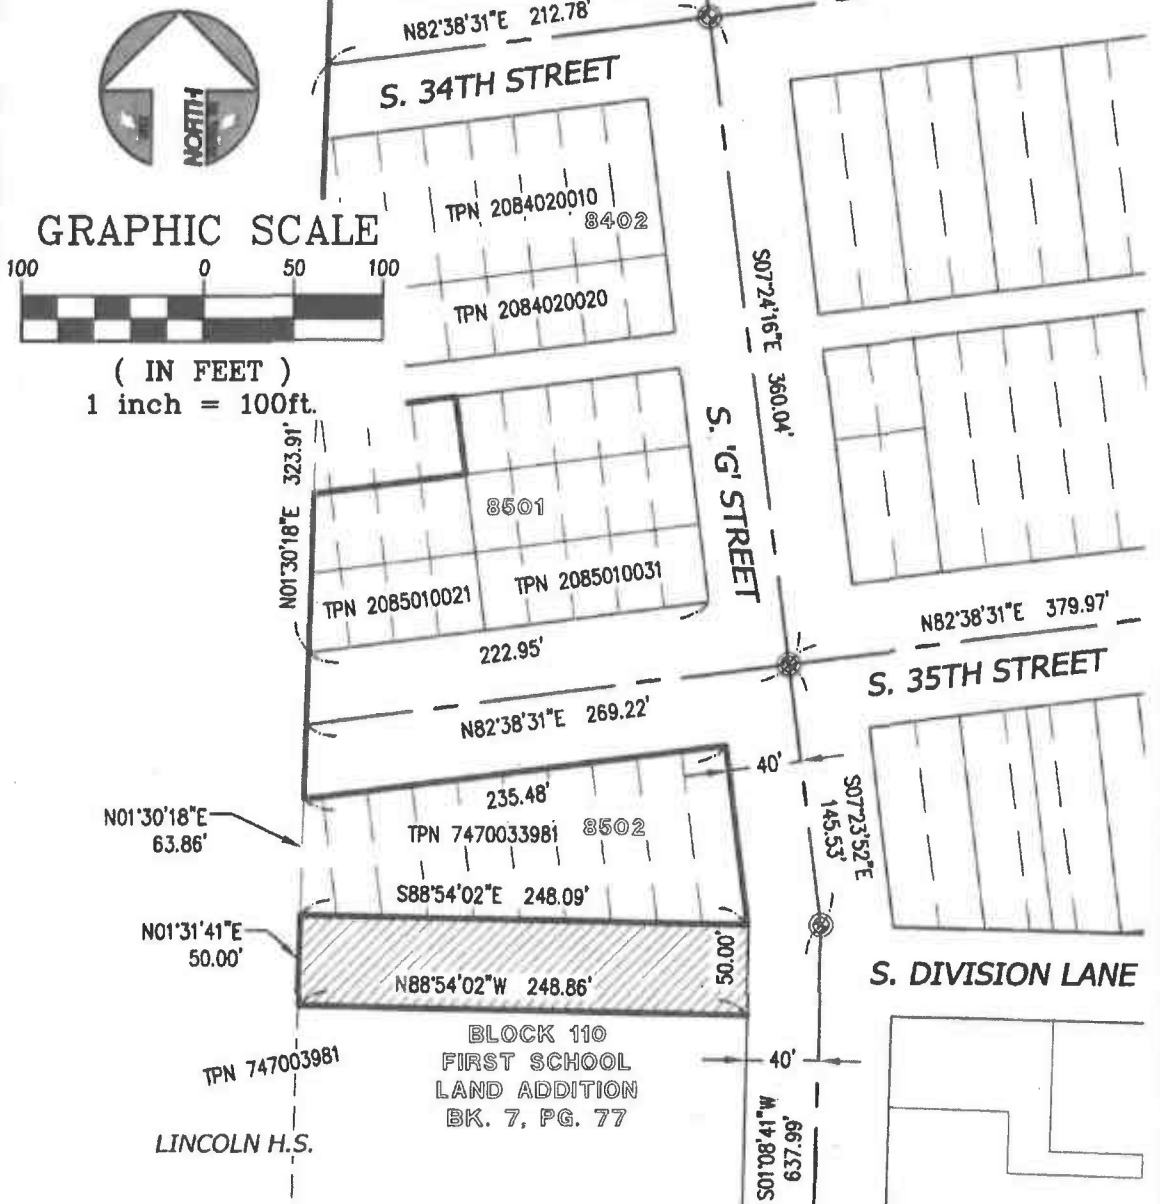 N82°38'31"E 212.78'
S. 34TH STREET
NORTH
GRAPHIC SCALE
100 0 50 100
( IN FEET )
1 inch = 100ft.
TPN 2084020010
8402
TPN 2084020020
S07°24'16"E 360.04'
S. 'G' STREET
N01°30'18"E 323.91'
8501
TPN 2085010021
TPN 2085010031
222.95'
N82°38'31"E 379.97'
S. 35TH STREET
N82°38'31"E 269.22'
40'
235.48'
S07°23'52"E
145.53'
N01°30'18"E
63.86'
TPN 7470033981
8502
S88°54'02"E 248.09'
N01°31'41"E
50.00'
50.00'
N88°54'02"W 248.86'
S. DIVISION LANE
BLOCK 110
FIRST SCHOOL
LAND ADDITION
BK. 7, PG. 77
TPN 747003981
40'
LINCOLN H.S.
S01°08'41"W
637.99'